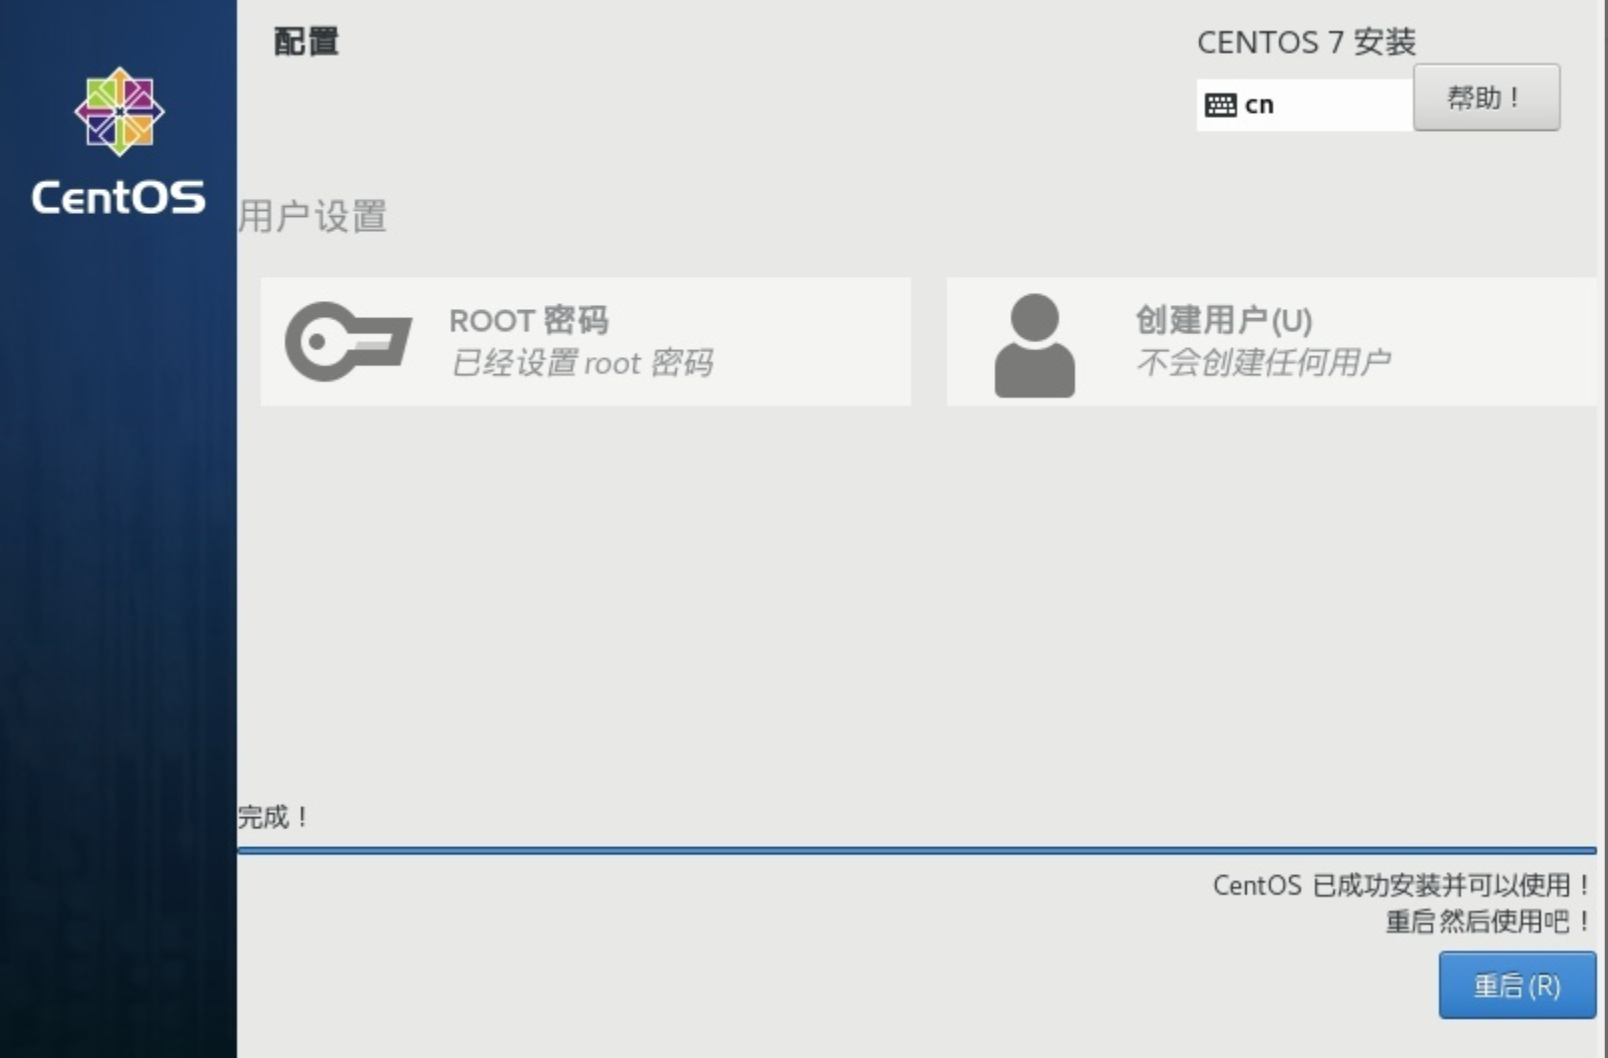 CentOS
配置
CENTOS 7 安装
cn
帮助！
用户设置
ROOT 密码
已经设置 root 密码
创建用户(U)
不会创建任何用户
完成！
CentOS 已成功安装并可以使用！
重启然后使用吧！
重启(R)